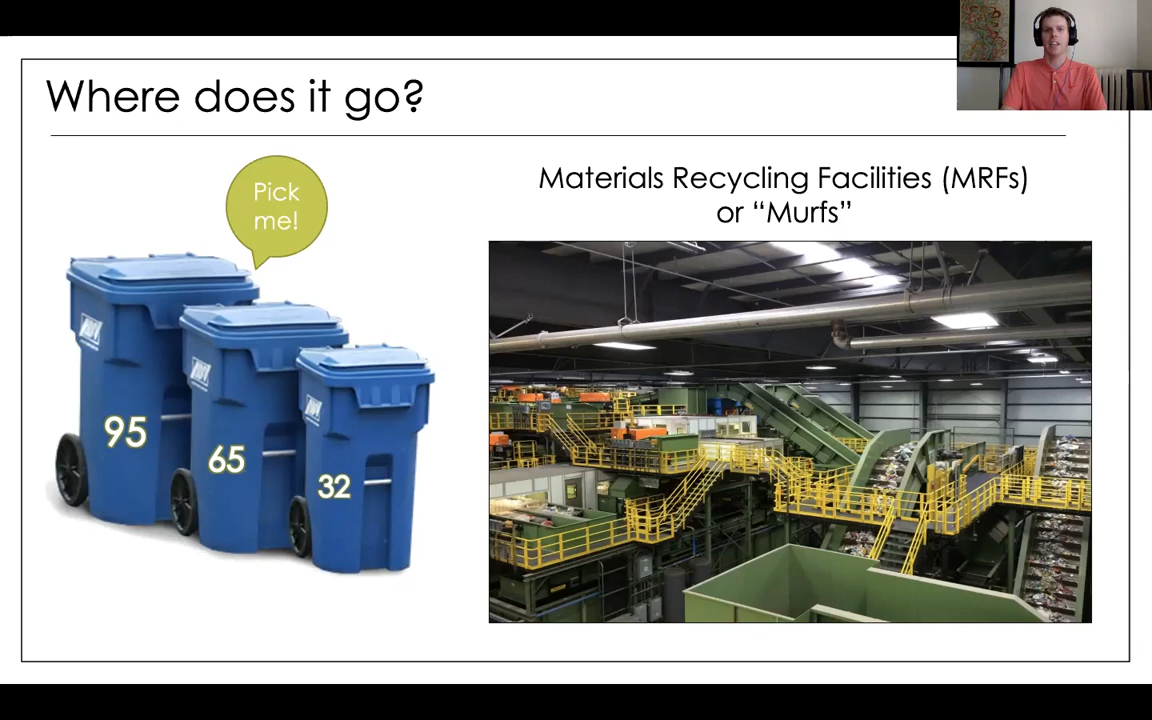 Where does it go?
Pick
me!
95
65
32
Materials Recycling Facilities (MRFs)
or “Murfs”